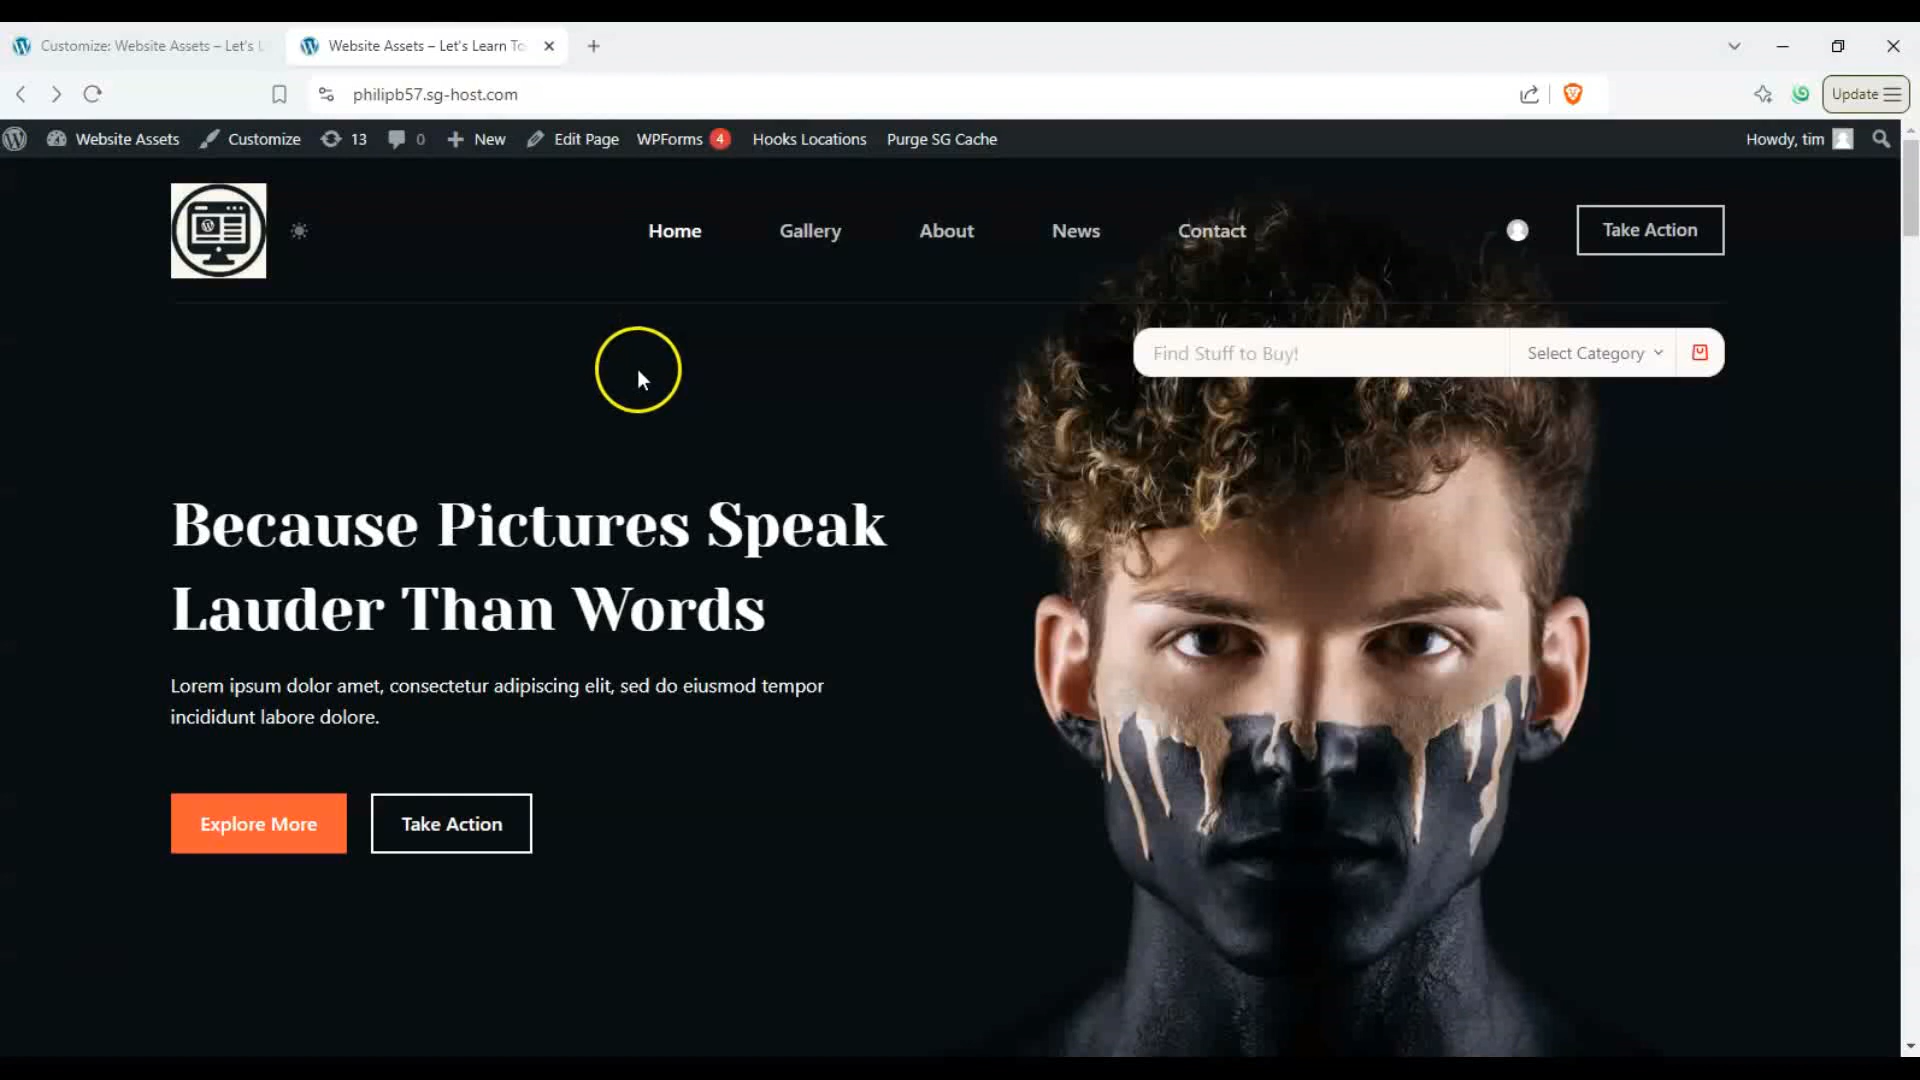 Customize: Website Assets – Let's L
Website Assets – Let's Learn To
philipb57.sg-host.com
Update
Website Assets
Customize
13
0
New
Edit Page
WPForms 4
Hooks Locations
Purge SG Cache
Howdy, tim
Home
Gallery
About
News
Contact
Take Action
Find Stuff to Buy!
Select Category
Because Pictures Speak
Lauder Than Words
Lorem ipsum dolor amet, consectetur adipiscing elit, sed do eiusmod tempor
incididunt labore dolore.
Explore More
Take Action